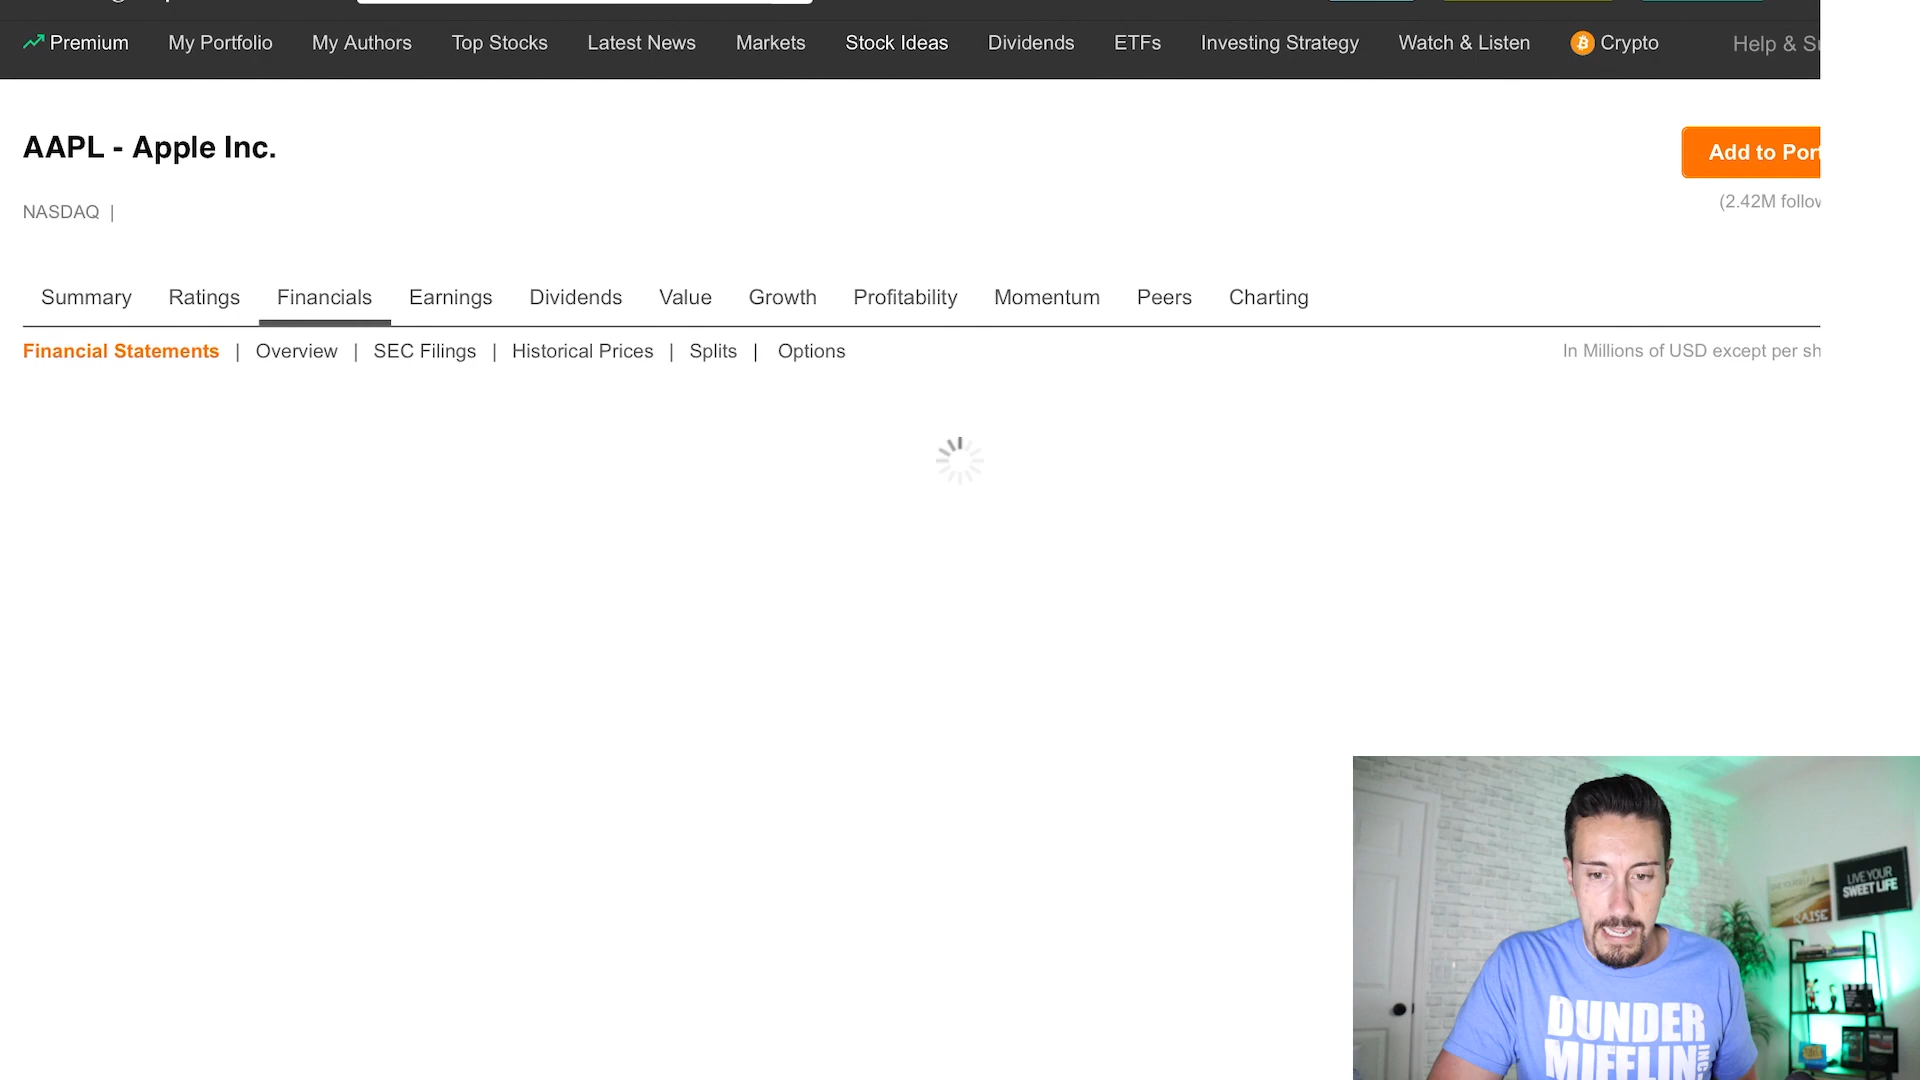 Premium My Portfolio My Authors Top Stocks Latest News Markets Stock Ideas Dividends ETFs Investing Strategy Watch & Listen Crypto Help &
AAPL - Apple Inc.
Add to
NASDAQ |
(2.42M
Summary Ratings Financials Earnings Dividends Value Growth Profitability Momentum Peers Charting
Financial Statements | Overview | SEC Filings | Historical Prices | Splits | Options
In Millions of USD except per
LIVE YOUR
SWEET LIFE
RAISE
DUNDER
MIFFLIN INC